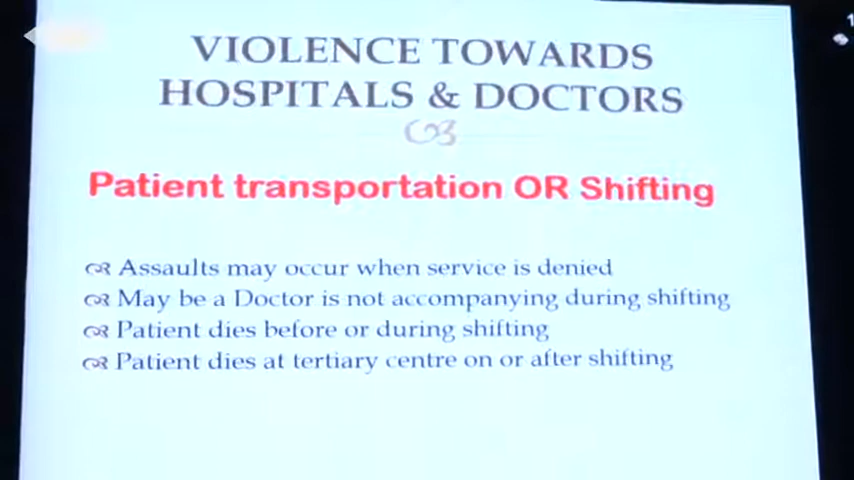 VIOLENCE TOWARDS
HOSPITALS & DOCTORS
Patient transportation OR Shifting
Assaults may occur when service is denied
May be a Doctor is not accompanying during shifting
Patient dies before or during shifting
Patient dies at tertiary centre on or after shifting